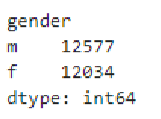 gender
m    12577
f    12034
dtype: int64